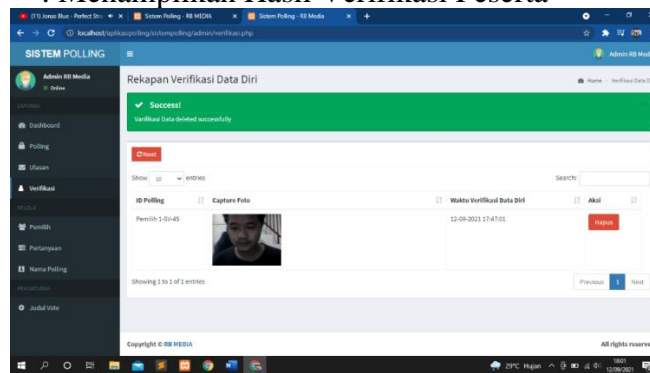 . Menampilkan Hasil Verifikasi Peserta
(11) Jonas Blue - Perfect Str
Sistem Polling - RB MEDIA
Sistem Polling - RB Media
localhost/aplikasipolling/sistempolling/admin/verifikasi.php
SISTEM POLLING
Admin RB Med
Admin RB Media
Online
Rekapan Verifikasi Data Diri
Home
Verifikasi Data D
LAPORAN
Success!
Varifikasi Data deleted successfully
Dashboard
Polling
Reset
Ulasan
Show 10 entries
Search:
Verifikasi
ID Polling
Capture Foto
Waktu Verifikasi Data Diri
Aksi
KELOLA
Pemilih 1-SV-45
12-09-2021 17:47:01
Hapus
Pemilih
Pertanyaan
Nama Polling
Showing 1 to 1 of 1 entries
Previous 1 Next
PENGATURAN
Judul Vote
Copyright © RB MEDIA
All rights reserve
29°C Hujan
18:01
12/09/2021